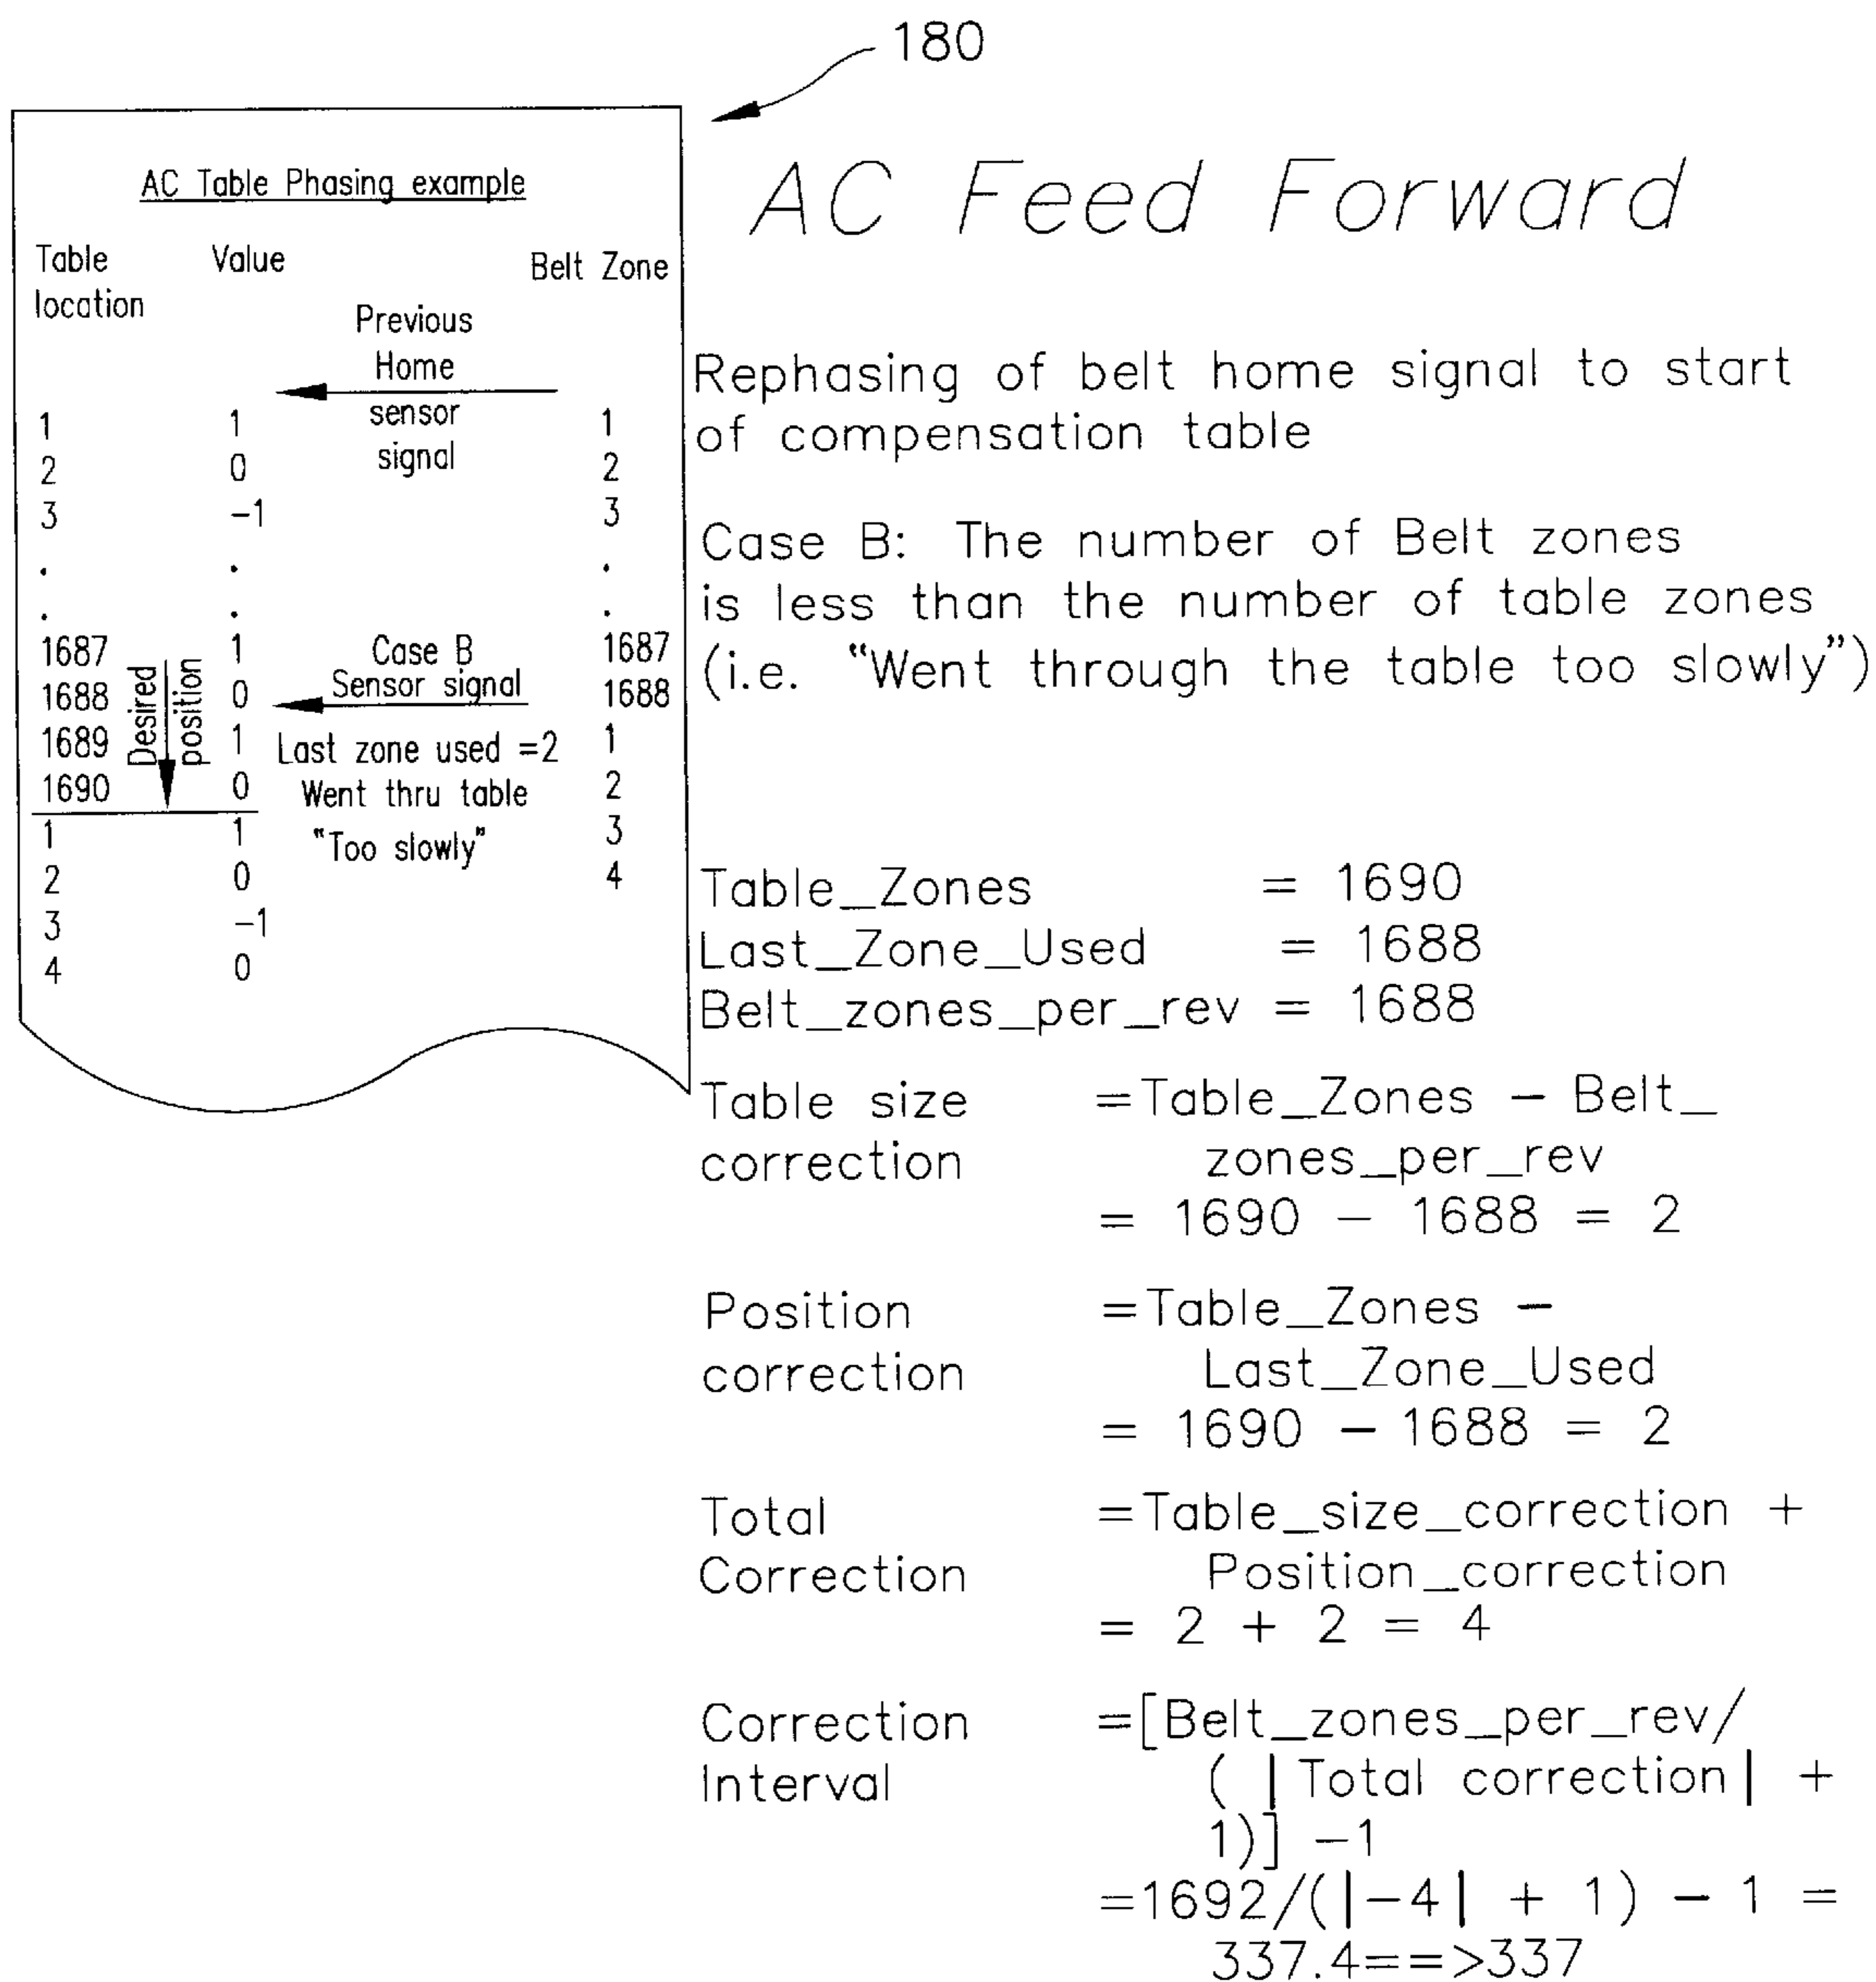 180
AC Table Phasing example
Table location Value Belt Zone
Previous
Home
sensor
signal
1 1 1
2 0 2
3 −1 3
. . .
. . .
1687 1 1687
1688 0 1688
1689 1 1
1690 0 2
1 1 3
2 0 4
3 −1
4 0
Desired
position
Case B
Sensor signal
Last zone used =2
Went thru table
"Too slowly"
AC Feed Forward
Rephasing of belt home signal to start
of compensation table
Case B: The number of Belt zones
is less than the number of table zones
(i.e. "Went through the table too slowly")
Table_Zones = 1690
Last_Zone_Used = 1688
Belt_zones_per_rev = 1688
Table size =Table_Zones − Belt_
correction zones_per_rev
= 1690 − 1688 = 2
Position =Table_Zones −
correction Last_Zone_Used
= 1690 − 1688 = 2
Total =Table_size_correction +
Correction Position_correction
= 2 + 2 = 4
Correction =[Belt_zones_per_rev/
Interval ( |Total correction| +
1)] −1
=1692/(|−4| + 1) − 1 =
337.4==>337